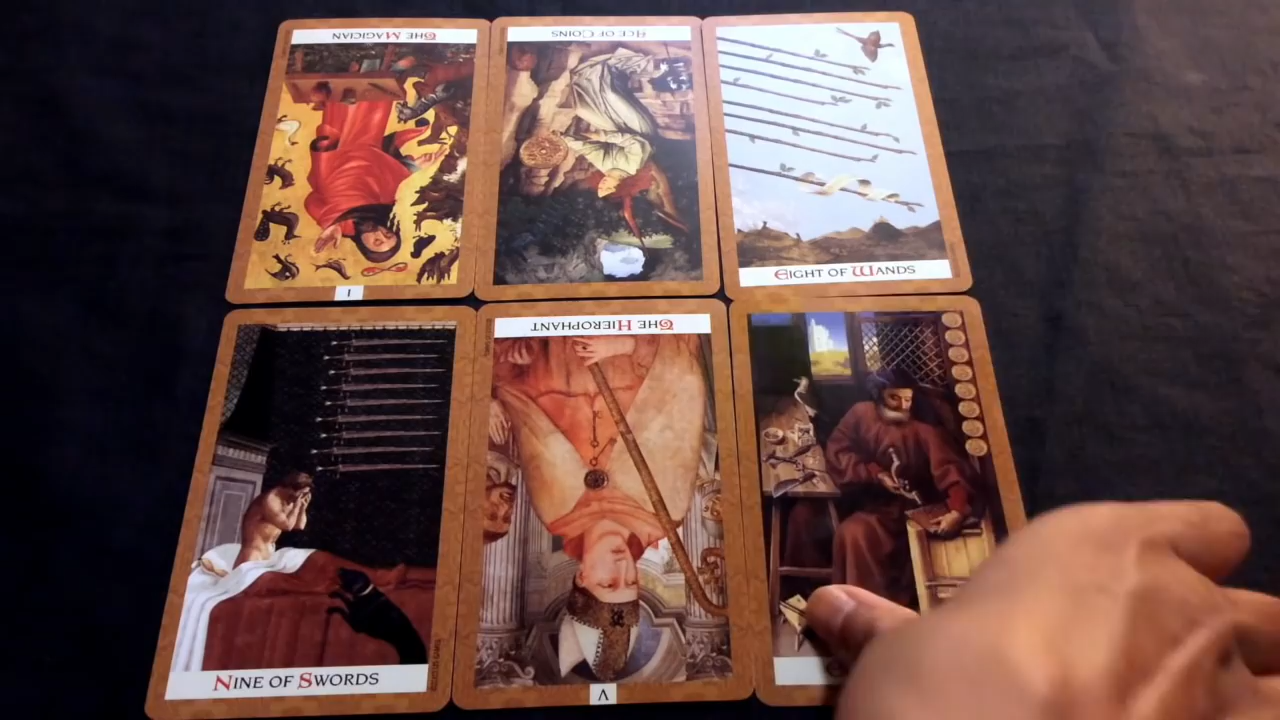 THE MAGICIAN
ACE OF COINS
EIGHT OF WANDS
I
THE HIEROPHANT
NINE OF SWORDS
V